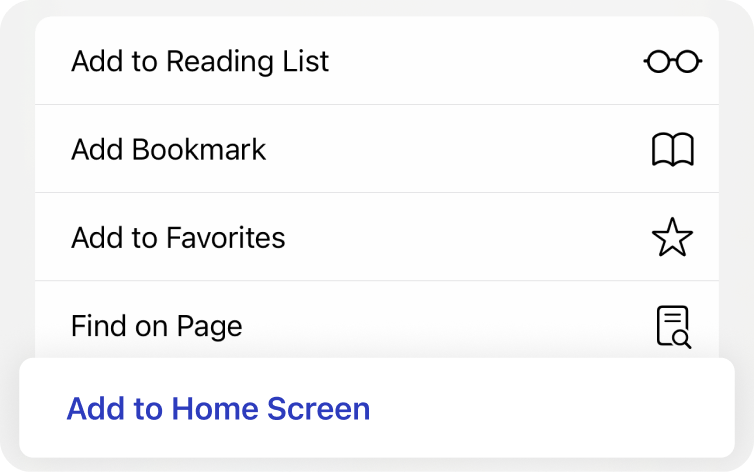 Add to Reading List
Add Bookmark
Add to Favorites
Find on Page
Add to Home Screen